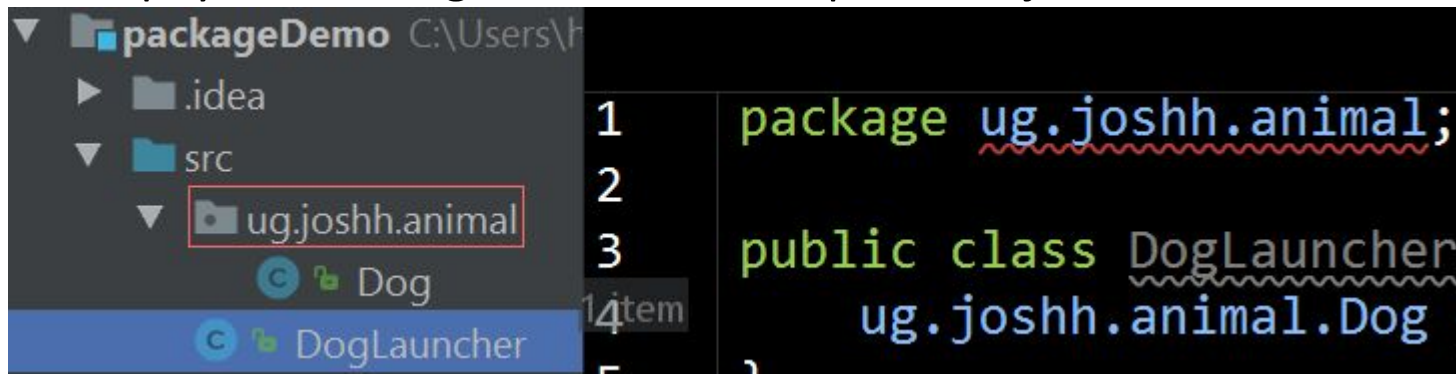 packageDemo C:\Users\h
.idea
src
ug.joshh.animal
Dog
DogLauncher
1 package ug.joshh.animal;
2
3 public class DogLauncher
4 ug.joshh.animal.Dog
1 item